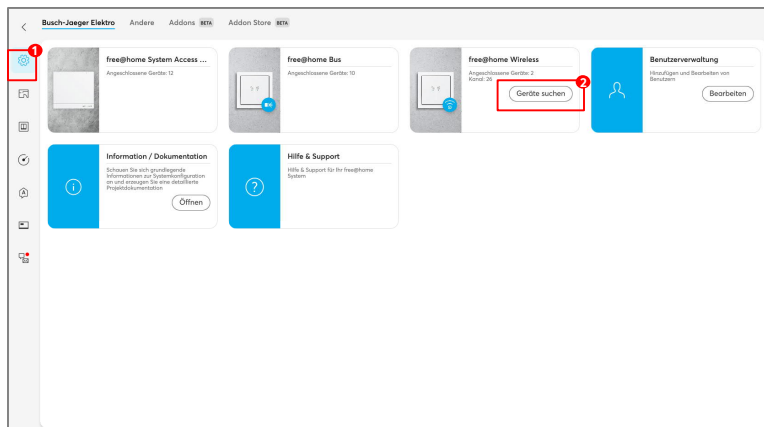 Busch-Jaeger Elektro Andere Addons BETA Addon Store BETA
1
free@home System Access ...
Angeschlossene Geräte: 12
free@home Bus
Angeschlossene Geräte: 10
free@home Wireless
Angeschlossene Geräte: 2
Kanal: 26
2
Geräte suchen
Benutzerverwaltung
Hinzufügen und Bearbeiten von
Benutzern
Bearbeiten
Information / Dokumentation
Schauen Sie sich grundlegende
Informationen zur Systemkonfiguration
an und erzeugen Sie eine detaillierte
Projektdokumentation
Öffnen
Hilfe & Support
Hilfe & Support für Ihr free@home
System